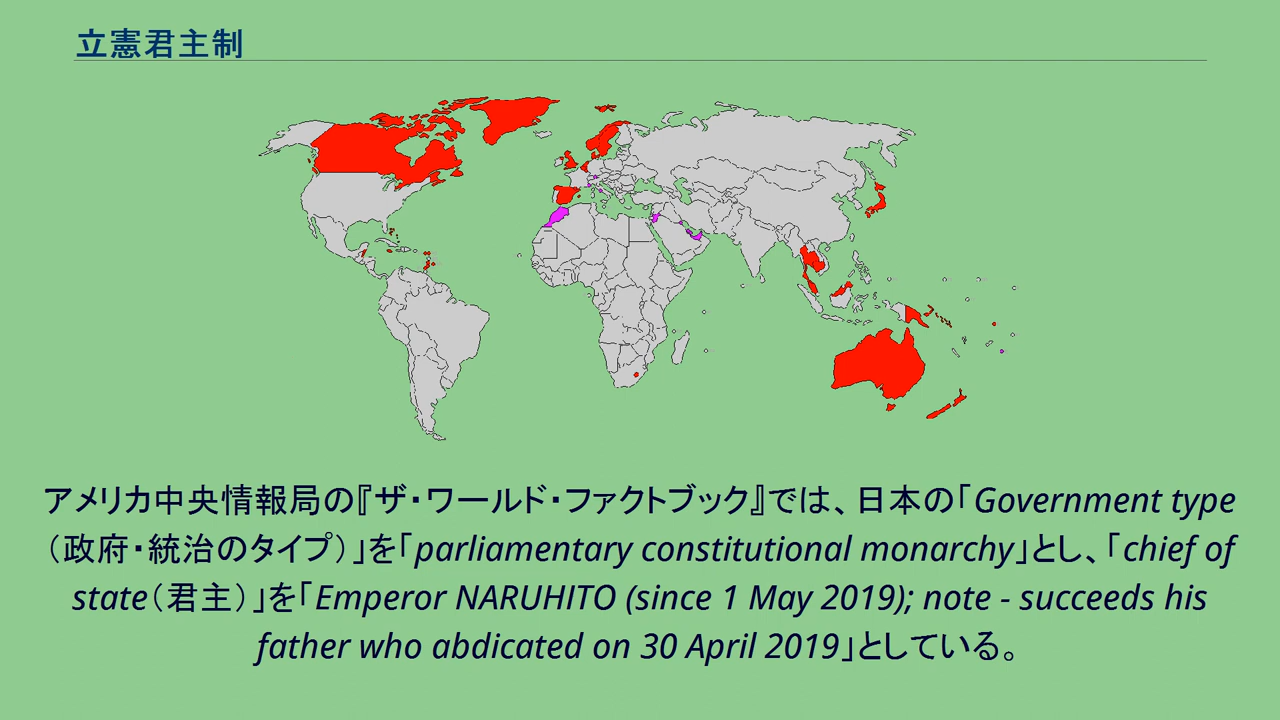 立憲君主制
アメリカ中央情報局の『ザ・ワールド・ファクトブック』では、日本の「Government type
（政府・統治のタイプ）」を「parliamentary constitutional monarchy」とし、「chief of
state（君主）」を「Emperor NARUHITO (since 1 May 2019); note - succeeds his
father who abdicated on 30 April 2019」としている。